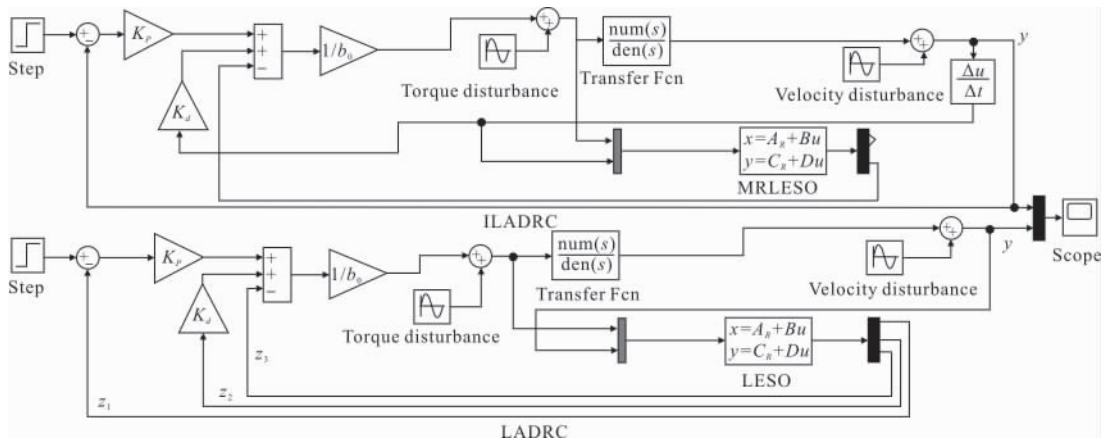 Step
+
−
K_P
+
+
−
K_d
1/b_0
+
+
Torque disturbance
num(s)
den(s)
Transfer Fcn
+
+
Velocity disturbance
y
Δu
Δt
x=A_R+Bu
y=C_R+Du
MRLESO
ILADRC
Step
+
−
K_P
+
+
−
K_d
1/b_0
+
+
Torque disturbance
num(s)
den(s)
Transfer Fcn
+
+
Velocity disturbance
y
Scope
x=A_R+Bu
y=C_R+Du
LESO
z_3
z_2
z_1
LADRC